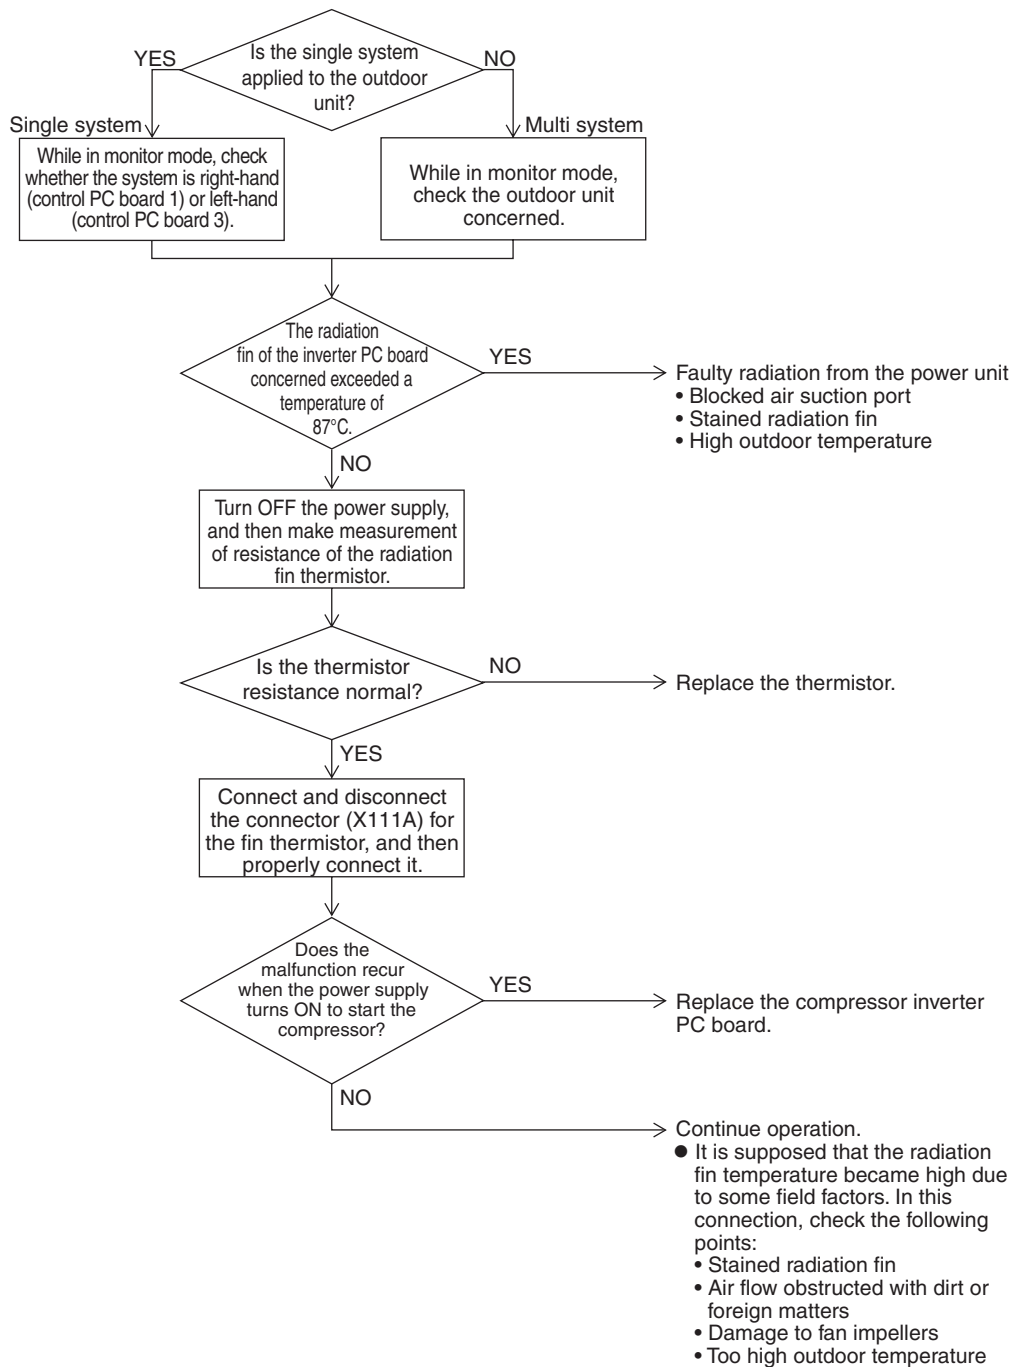 Is the single system
applied to the outdoor
unit?
YES
NO
Single system
Multi system
While in monitor mode, check
whether the system is right-hand
(control PC board 1) or left-hand
(control PC board 3).
While in monitor mode,
check the outdoor unit
concerned.
The radiation
fin of the inverter PC board
concerned exceeded a
temperature of
87°C.
YES
Faulty radiation from the power unit
• Blocked air suction port
• Stained radiation fin
• High outdoor temperature
NO
Turn OFF the power supply,
and then make measurement
of resistance of the radiation
fin thermistor.
Is the thermistor
resistance normal?
NO
Replace the thermistor.
YES
Connect and disconnect
the connector (X111A) for
the fin thermistor, and then
properly connect it.
Does the
malfunction recur
when the power supply
turns ON to start the
compressor?
YES
Replace the compressor inverter
PC board.
NO
Continue operation.
● It is supposed that the radiation
fin temperature became high due
to some field factors. In this
connection, check the following
points:
• Stained radiation fin
• Air flow obstructed with dirt or
foreign matters
• Damage to fan impellers
• Too high outdoor temperature